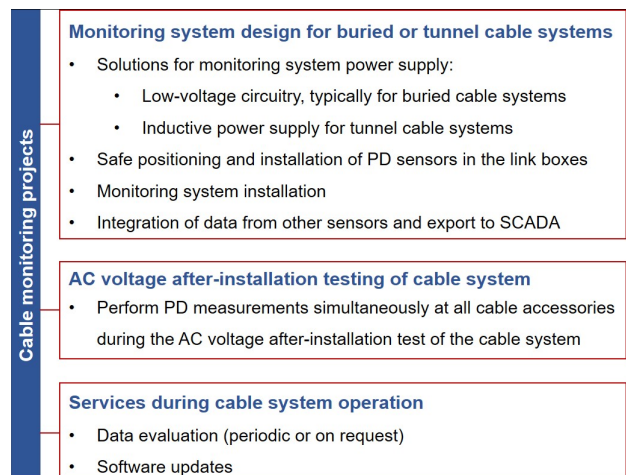 Cable monitoring projects
Monitoring system design for buried or tunnel cable systems
• Solutions for monitoring system power supply:
• Low-voltage circuitry, typically for buried cable systems
• Inductive power supply for tunnel cable systems
• Safe positioning and installation of PD sensors in the link boxes
• Monitoring system installation
• Integration of data from other sensors and export to SCADA
AC voltage after-installation testing of cable system
• Perform PD measurements simultaneously at all cable accessories
during the AC voltage after-installation test of the cable system
Services during cable system operation
• Data evaluation (periodic or on request)
• Software updates